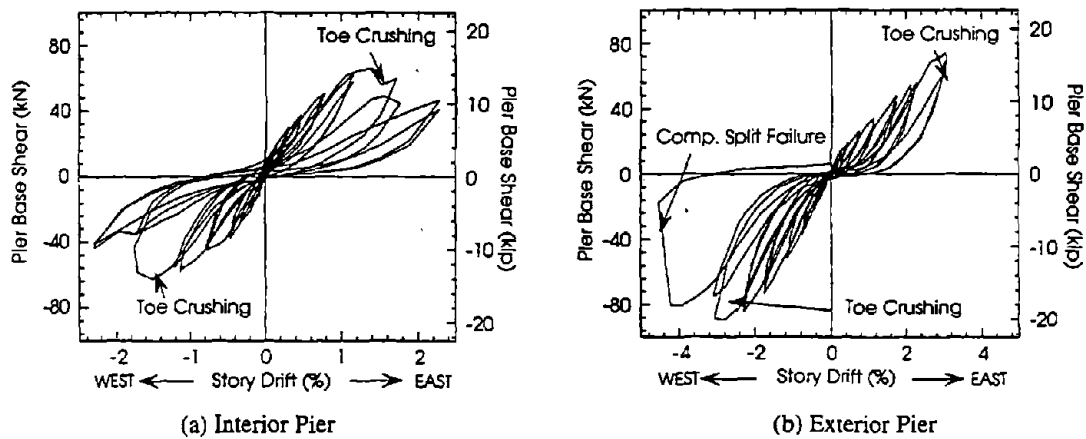 Toe Crushing
80
40
0
-40
-80
Pier Base Shear (kN)
20
10
0
-10
-20
Pier Base Shear (kip)
Toe Crushing
-2
-1
0
1
2
WEST
Story Drift (%)
EAST
(a) Interior Pier
Toe Crushing
Comp. Split Failure
80
40
0
-40
-80
Pier Base Shear (kN)
20
10
0
-10
-20
Pier Base Shear (kip)
Toe Crushing
-4
-2
0
2
4
WEST
Story Drift (%)
EAST
(b) Exterior Pier